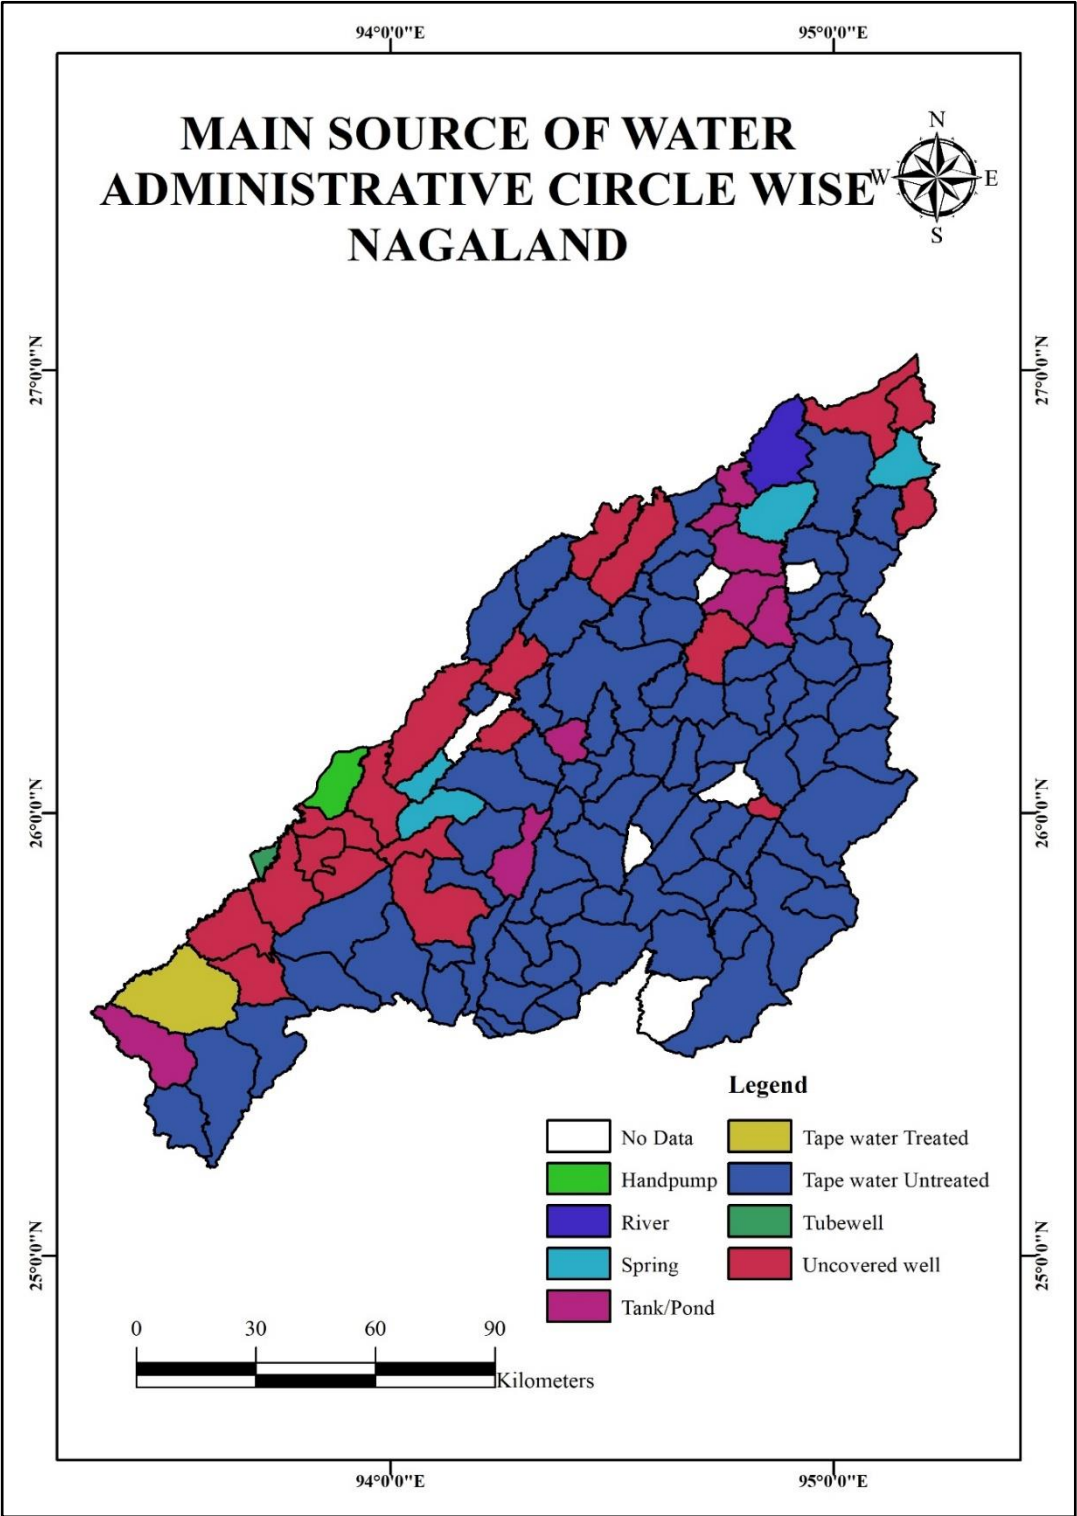 94°0'0"E 95°0'0"E
MAIN SOURCE OF WATER
ADMINISTRATIVE CIRCLE WISE
NAGALAND
N
W E
S
27°0'0"N 27°0'0"N
26°0'0"N 26°0'0"N
25°0'0"N 25°0'0"N
Legend
No Data
Handpump
River
Spring
Tank/Pond
Tape water Treated
Tape water Untreated
Tubewell
Uncovered well
0 30 60 90
Kilometers
94°0'0"E 95°0'0"E